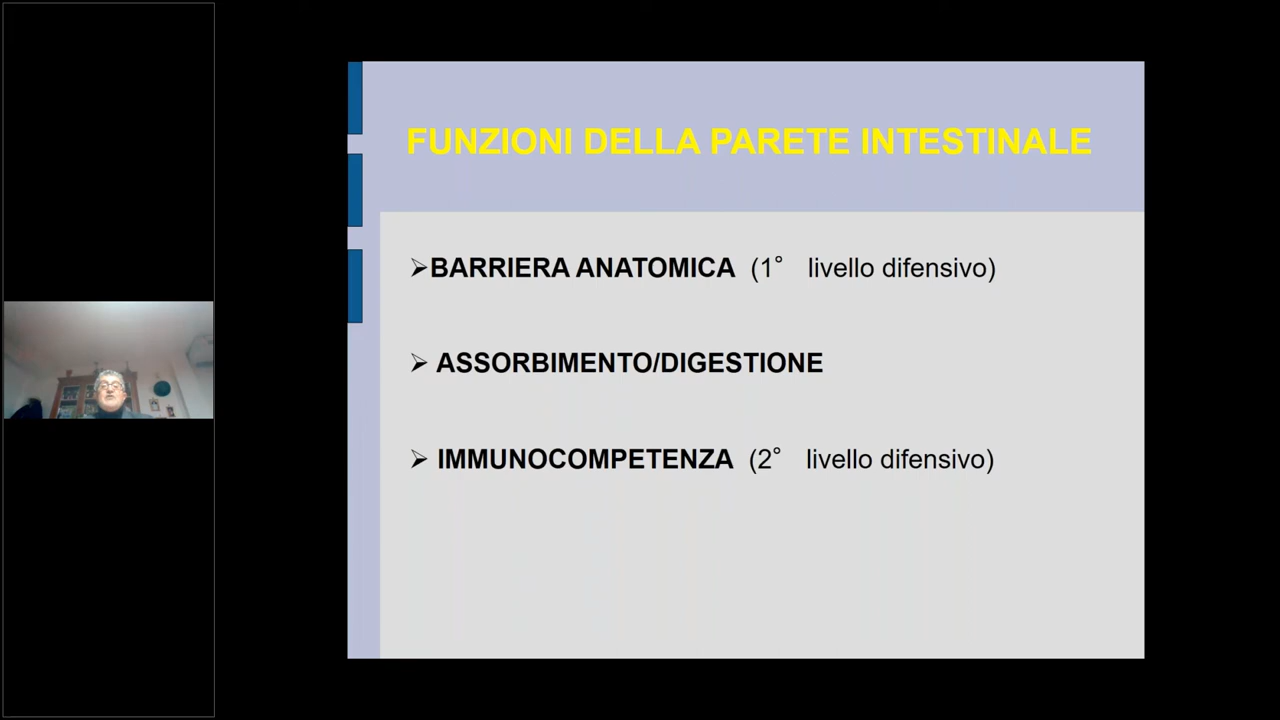 FUNZIONI DELLA PARETE INTESTINALE
➢BARRIERA ANATOMICA (1° livello difensivo)
➢ ASSORBIMENTO/DIGESTIONE
➢ IMMUNOCOMPETENZA (2° livello difensivo)